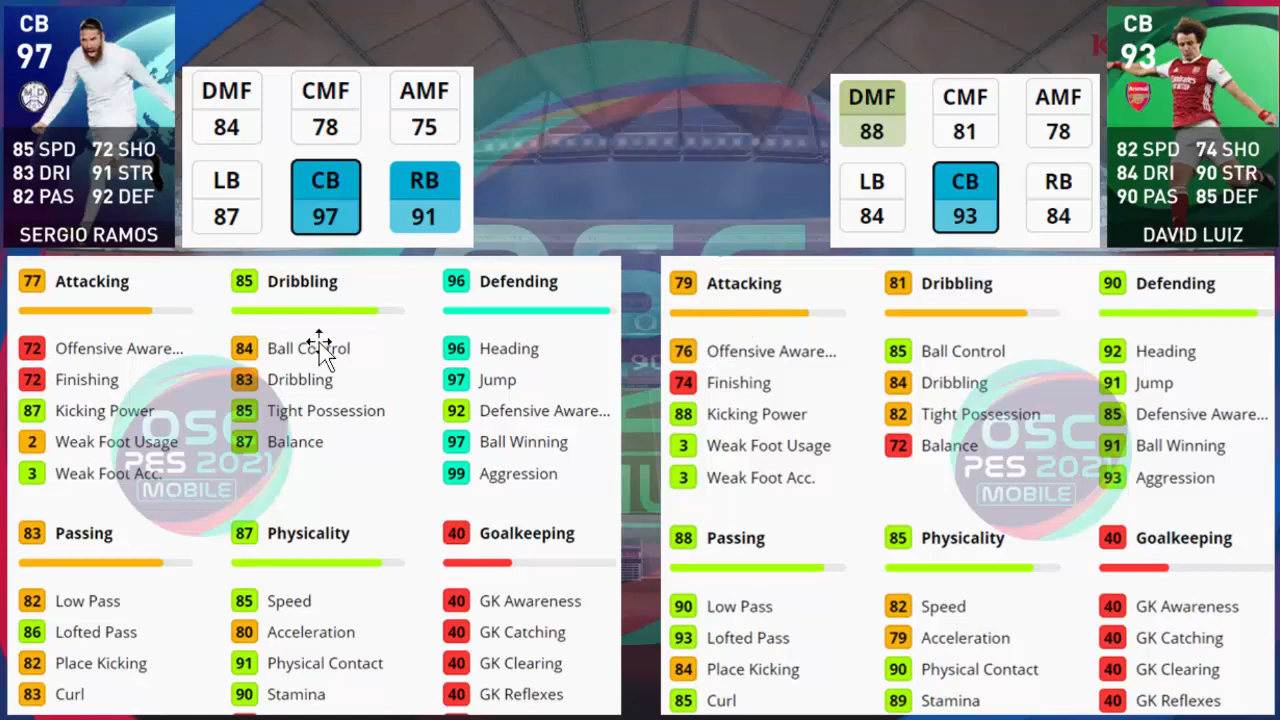 CB
97
85 SPD 72 SHO
83 DRI 91 STR
82 PAS 92 DEF
SERGIO RAMOS
DMF CMF AMF
84 78 75
LB CB RB
87 97 91
DMF CMF AMF
88 81 78
LB CB RB
84 93 84
CB
93
Arsenal
82 SPD 74 SHO
84 DRI 90 STR
90 PAS 85 DEF
DAVID LUIZ
77 Attacking 85 Dribbling 96 Defending
72 Offensive Aware... 84 Ball Control 96 Heading
72 Finishing 83 Dribbling 97 Jump
87 Kicking Power 85 Tight Possession 92 Defensive Aware...
2 Weak Foot Usage 87 Balance 97 Ball Winning
3 Weak Foot Acc. 99 Aggression
83 Passing 87 Physicality 40 Goalkeeping
82 Low Pass 85 Speed 40 GK Awareness
86 Lofted Pass 80 Acceleration 40 GK Catching
82 Place Kicking 91 Physical Contact 40 GK Clearing
83 Curl 90 Stamina 40 GK Reflexes
OSC
PES 2021
MOBILE
79 Attacking 81 Dribbling 90 Defending
76 Offensive Aware... 85 Ball Control 92 Heading
74 Finishing 84 Dribbling 91 Jump
88 Kicking Power 82 Tight Possession 85 Defensive Aware...
3 Weak Foot Usage 72 Balance 91 Ball Winning
3 Weak Foot Acc. 93 Aggression
88 Passing 85 Physicality 40 Goalkeeping
90 Low Pass 82 Speed 40 GK Awareness
93 Lofted Pass 79 Acceleration 40 GK Catching
84 Place Kicking 90 Physical Contact 40 GK Clearing
85 Curl 89 Stamina 40 GK Reflexes
OSC
PES 2021
MOBILE